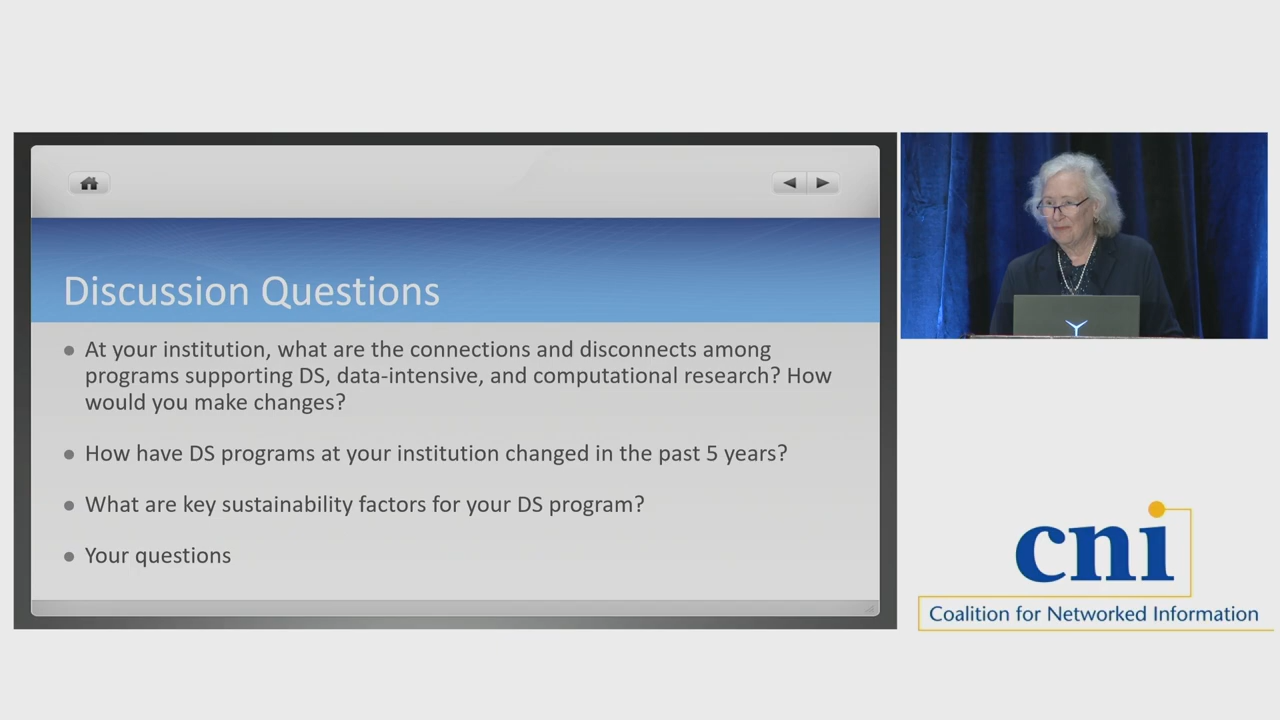 Discussion Questions
At your institution, what are the connections and disconnects among
programs supporting DS, data-intensive, and computational research? How
would you make changes?
How have DS programs at your institution changed in the past 5 years?
What are key sustainability factors for your DS program?
Your questions
cni
Coalition for Networked Information